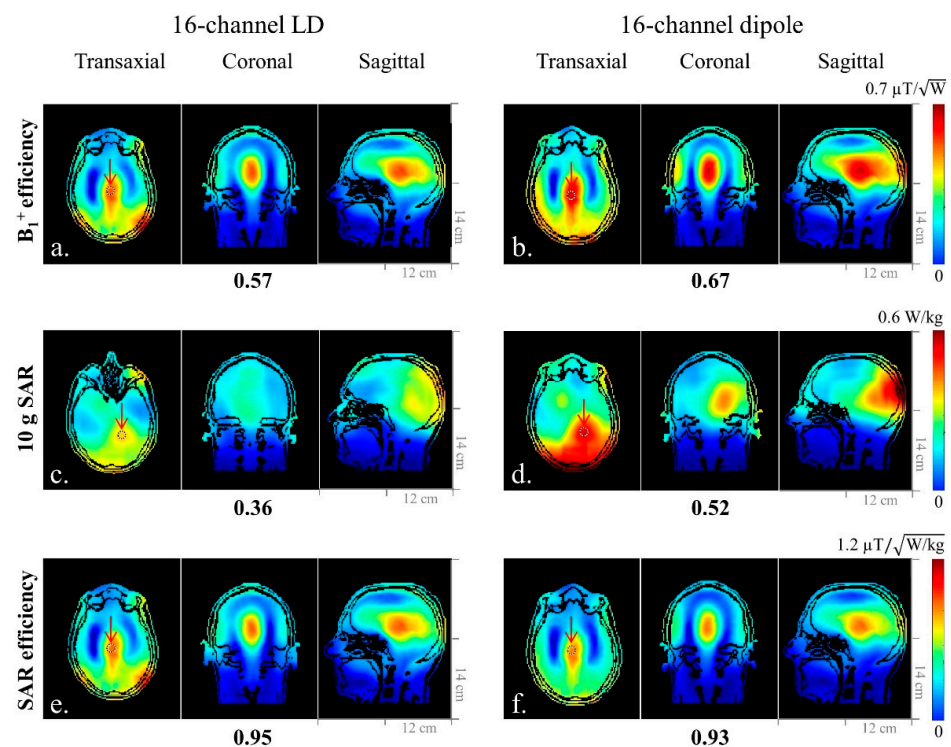 16-channel LD 16-channel dipole
Transaxial Coronal Sagittal Transaxial Coronal Sagittal
0.7 µT/√W
B₁⁺ efficiency
a. 14 cm b. 14 cm
12 cm 12 cm 0
0.57 0.67
0.6 W/kg
10 g SAR
c. 14 cm d. 14 cm
12 cm 12 cm 0
0.36 0.52
1.2 µT/√W/kg
SAR efficiency
e. 14 cm f. 14 cm
12 cm 12 cm 0
0.95 0.93